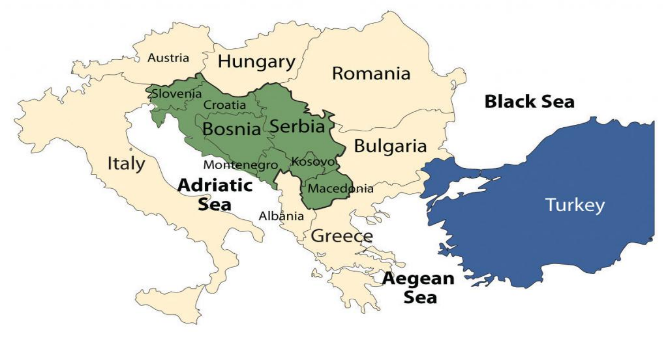 Austria
Hungary
Romania
Slovenia
Croatia
Black Sea
Bosnia
Serbia
Bulgaria
Italy
Montenegro
Kosovo
Adriatic
Sea
Macedonia
Turkey
Albania
Greece
Aegean
Sea